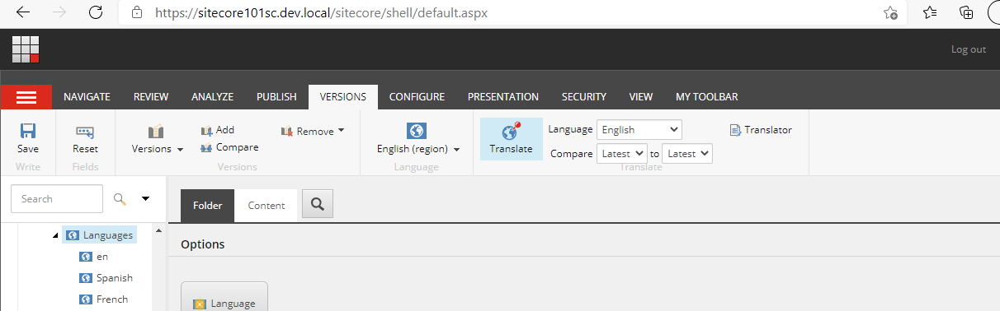 https://sitecore101sc.dev.local/sitecore/shell/default.aspx
Log out
NAVIGATE REVIEW ANALYZE PUBLISH VERSIONS CONFIGURE PRESENTATION SECURITY VIEW MY TOOLBAR
Save
Write
Reset
Fields
Versions
Add
Compare
Remove
Versions
English (region)
Language
Translate
Language English
Compare Latest to Latest
Translator
Translate
Search
Folder Content
Languages
en
Spanish
French
Options
Language